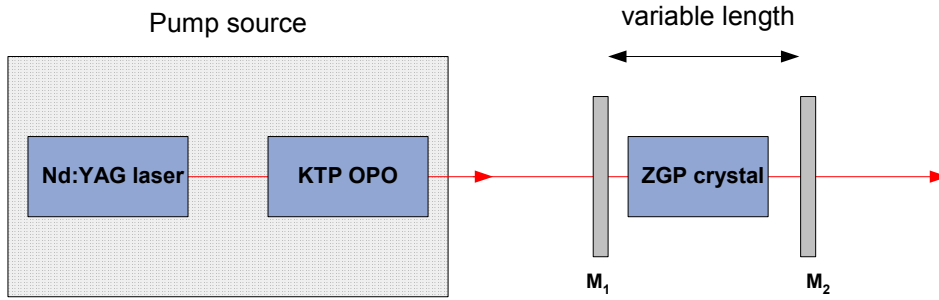 Pump source
variable length
Nd:YAG laser
KTP OPO
ZGP crystal
M₁
M₂